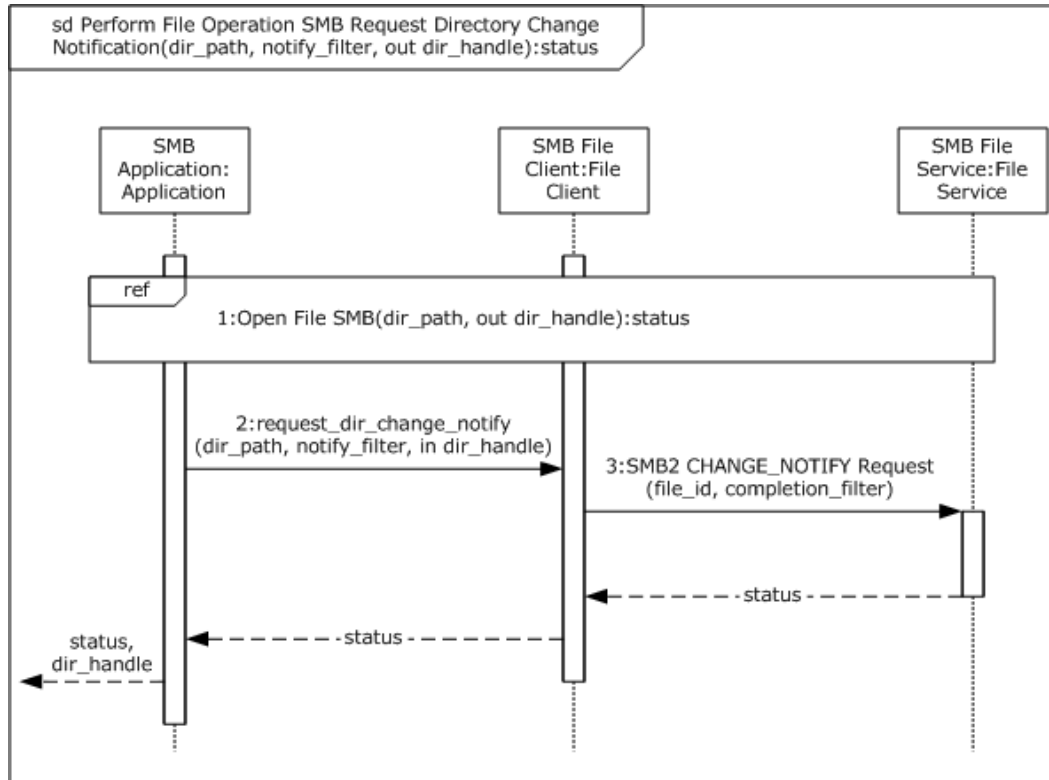 sd Perform File Operation SMB Request Directory Change
Notification(dir_path, notify_filter, out dir_handle):status
SMB
Application:
Application
SMB File
Client:File
Client
SMB File
Service:File
Service
ref
1:Open File SMB(dir_path, out dir_handle):status
2:request_dir_change_notify
(dir_path, notify_filter, in dir_handle)
3:SMB2 CHANGE_NOTIFY Request
(file_id, completion_filter)
status
status
status,
dir_handle